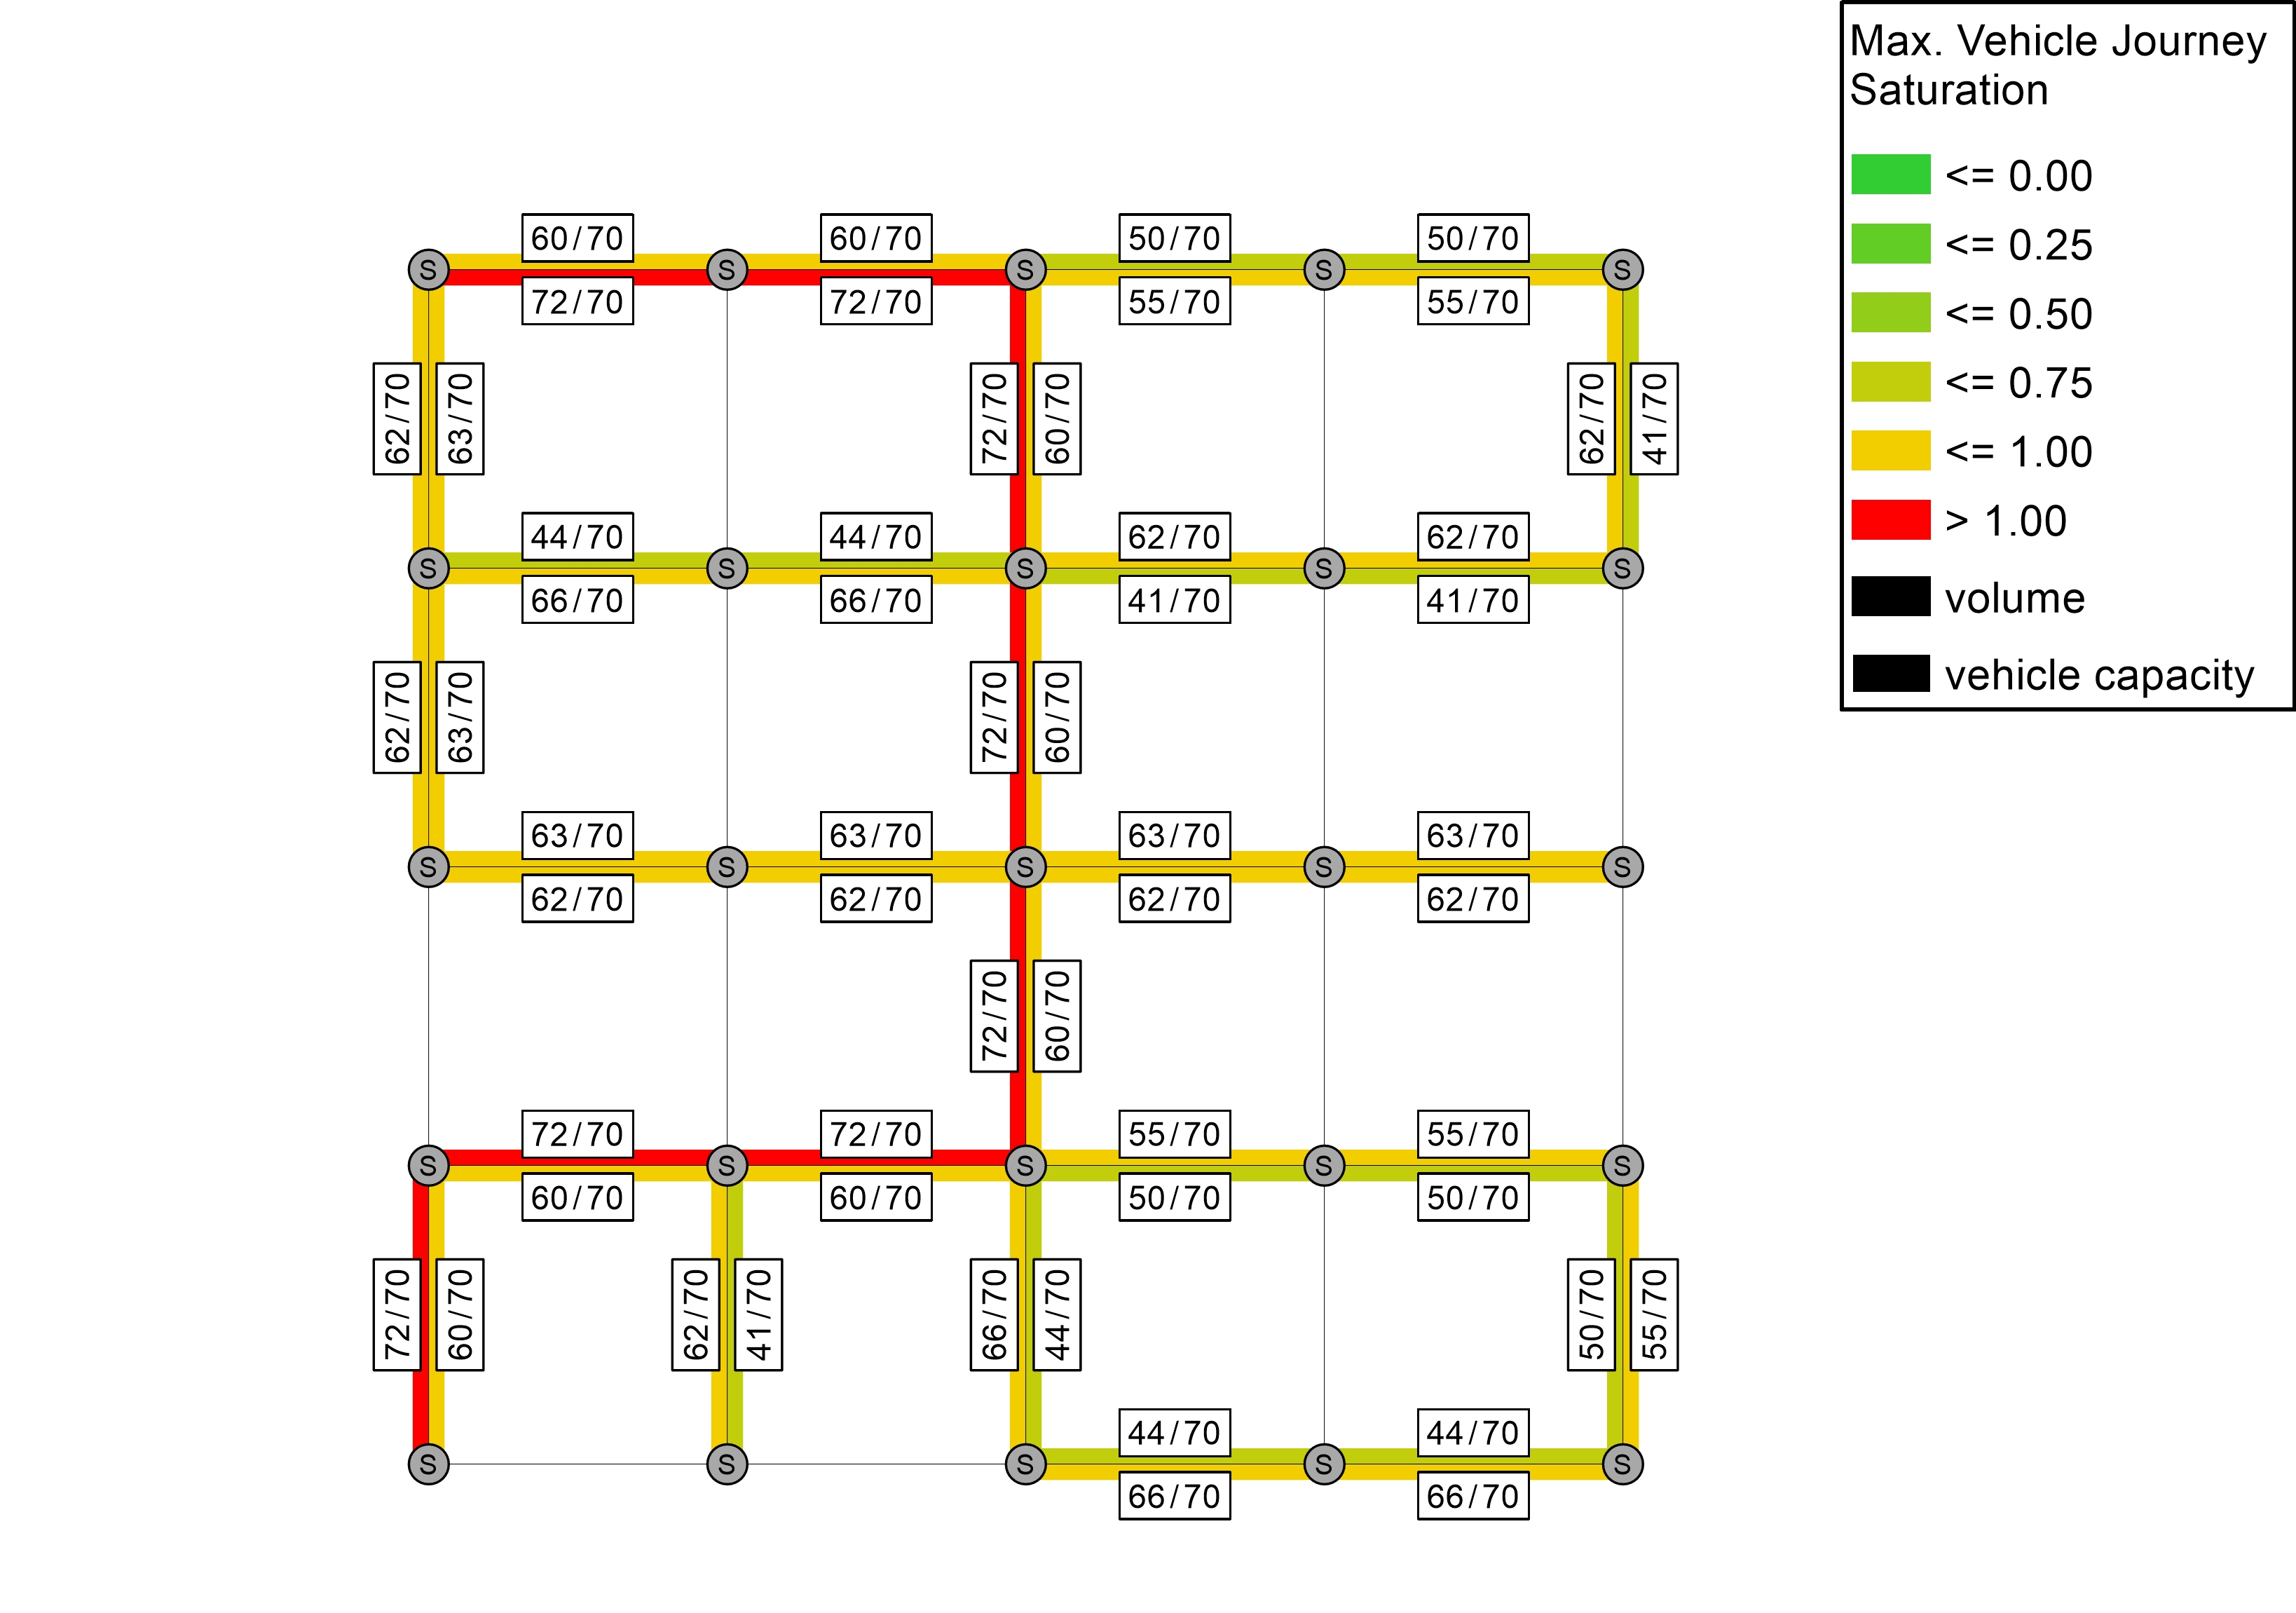 Max. Vehicle Journey
Saturation
<= 0.00
<= 0.25
<= 0.50
<= 0.75
<= 1.00
> 1.00
volume
vehicle capacity
60/70 60/70 50/70 50/70
S S S S S
72/70 72/70 55/70 55/70
62/70 63/70 72/70 60/70 62/70 41/70
44/70 44/70 62/70 62/70
S S S S S
66/70 66/70 41/70 41/70
62/70 63/70 72/70 60/70
63/70 63/70 63/70 63/70
S S S S S
62/70 62/70 62/70 62/70
72/70 60/70
72/70 72/70 55/70 55/70
S S S S S
60/70 60/70 50/70 50/70
72/70 60/70 62/70 41/70 66/70 44/70 50/70 55/70
44/70 44/70
S S S S S
66/70 66/70